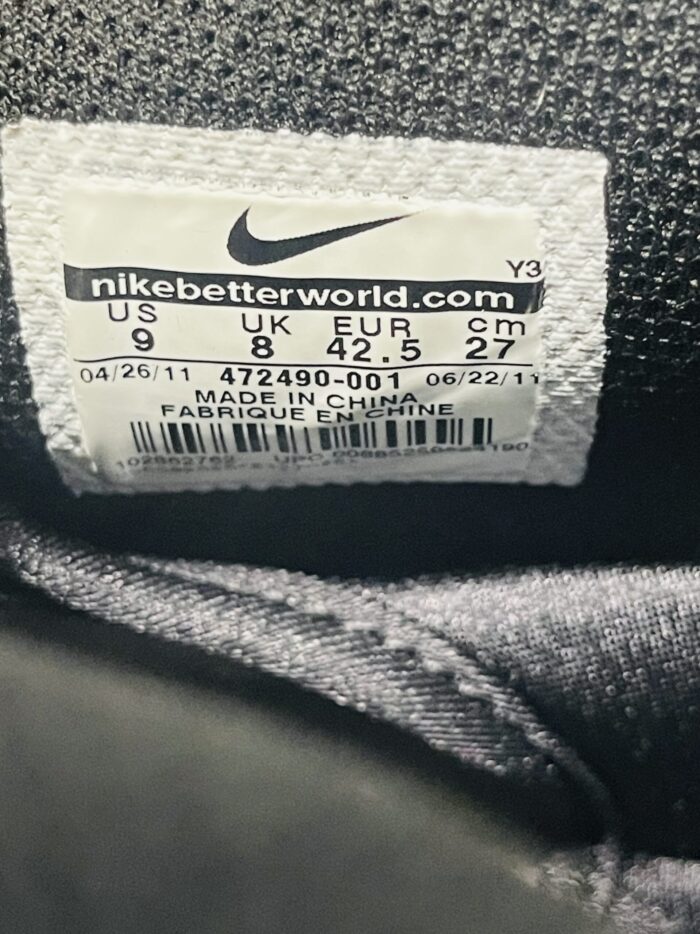 Y3
nikebetterworld.com
US UK EUR cm
9 8 42.5 27
04/26/11 472490-001 06/22/11
MADE IN CHINA
FABRIQUE EN CHINE
UPC